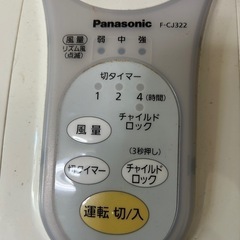 Panasonic F-CJ322
風量 弱 中 強
リズム風
(点滅)
切タイマー
1 2 4 (時間)
風量 チャイルド
ロック
(3秒押し)
切タイマー チャイルド
ロック
運転 切/入